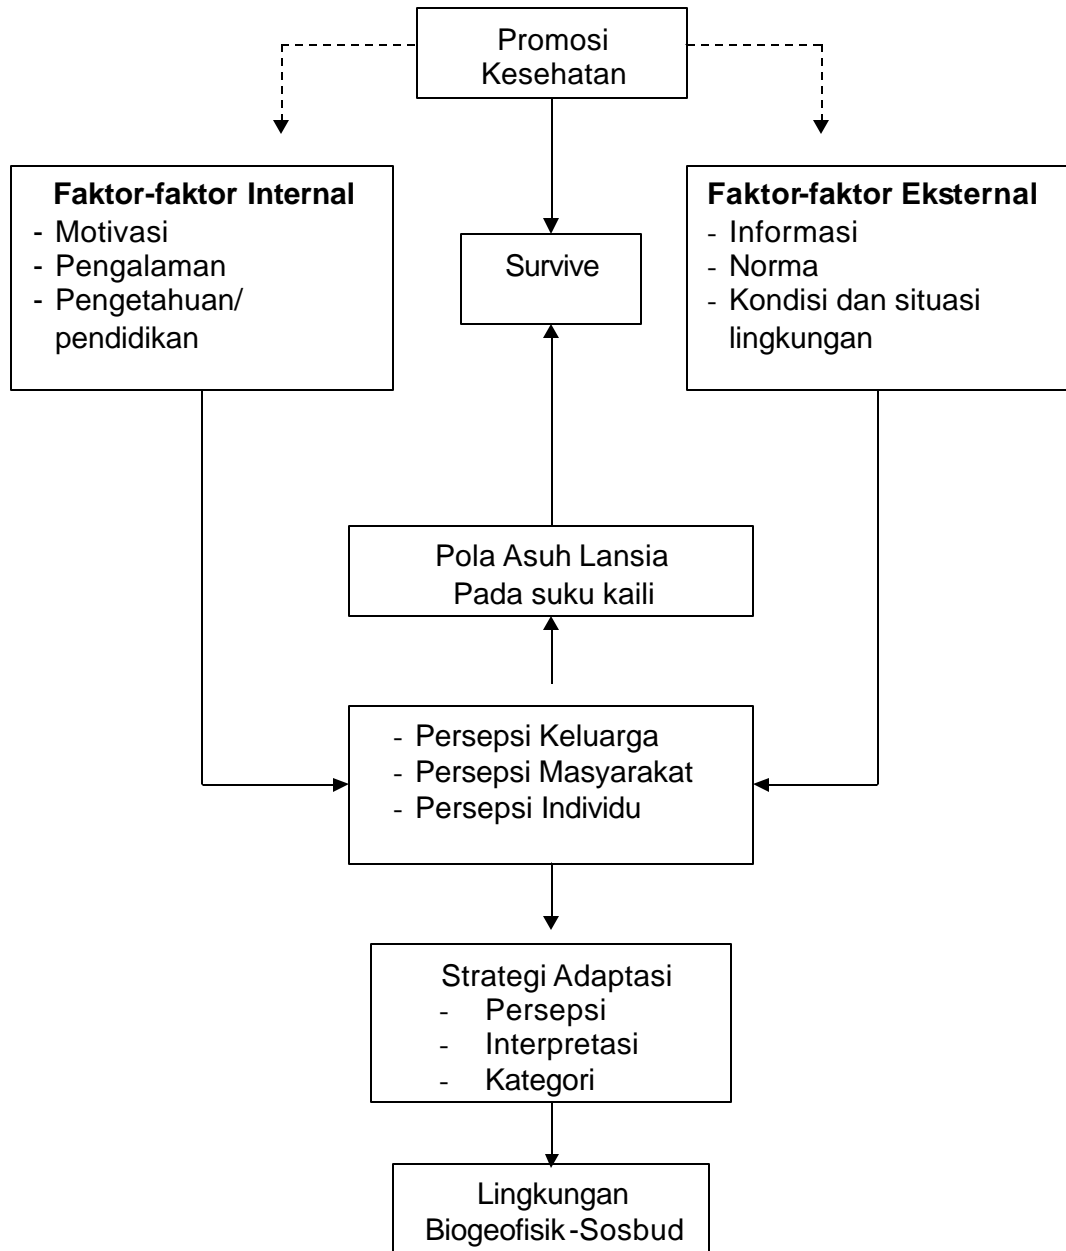 Promosi
Kesehatan
Faktor-faktor Internal
- Motivasi
- Pengalaman
- Pengetahuan/
pendidikan
Survive
Faktor-faktor Eksternal
- Informasi
- Norma
- Kondisi dan situasi
lingkungan
Pola Asuh Lansia
Pada suku kaili
- Persepsi Keluarga
- Persepsi Masyarakat
- Persepsi Individu
Strategi Adaptasi
- Persepsi
- Interpretasi
- Kategori
Lingkungan
Biogeofisik-Sosbud